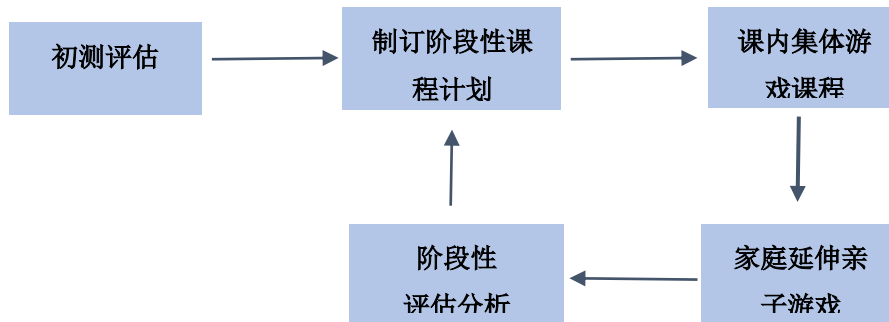 初测评估
制订阶段性课
程计划
课内集体游
戏课程
阶段性
评估分析
家庭延伸亲
子游戏